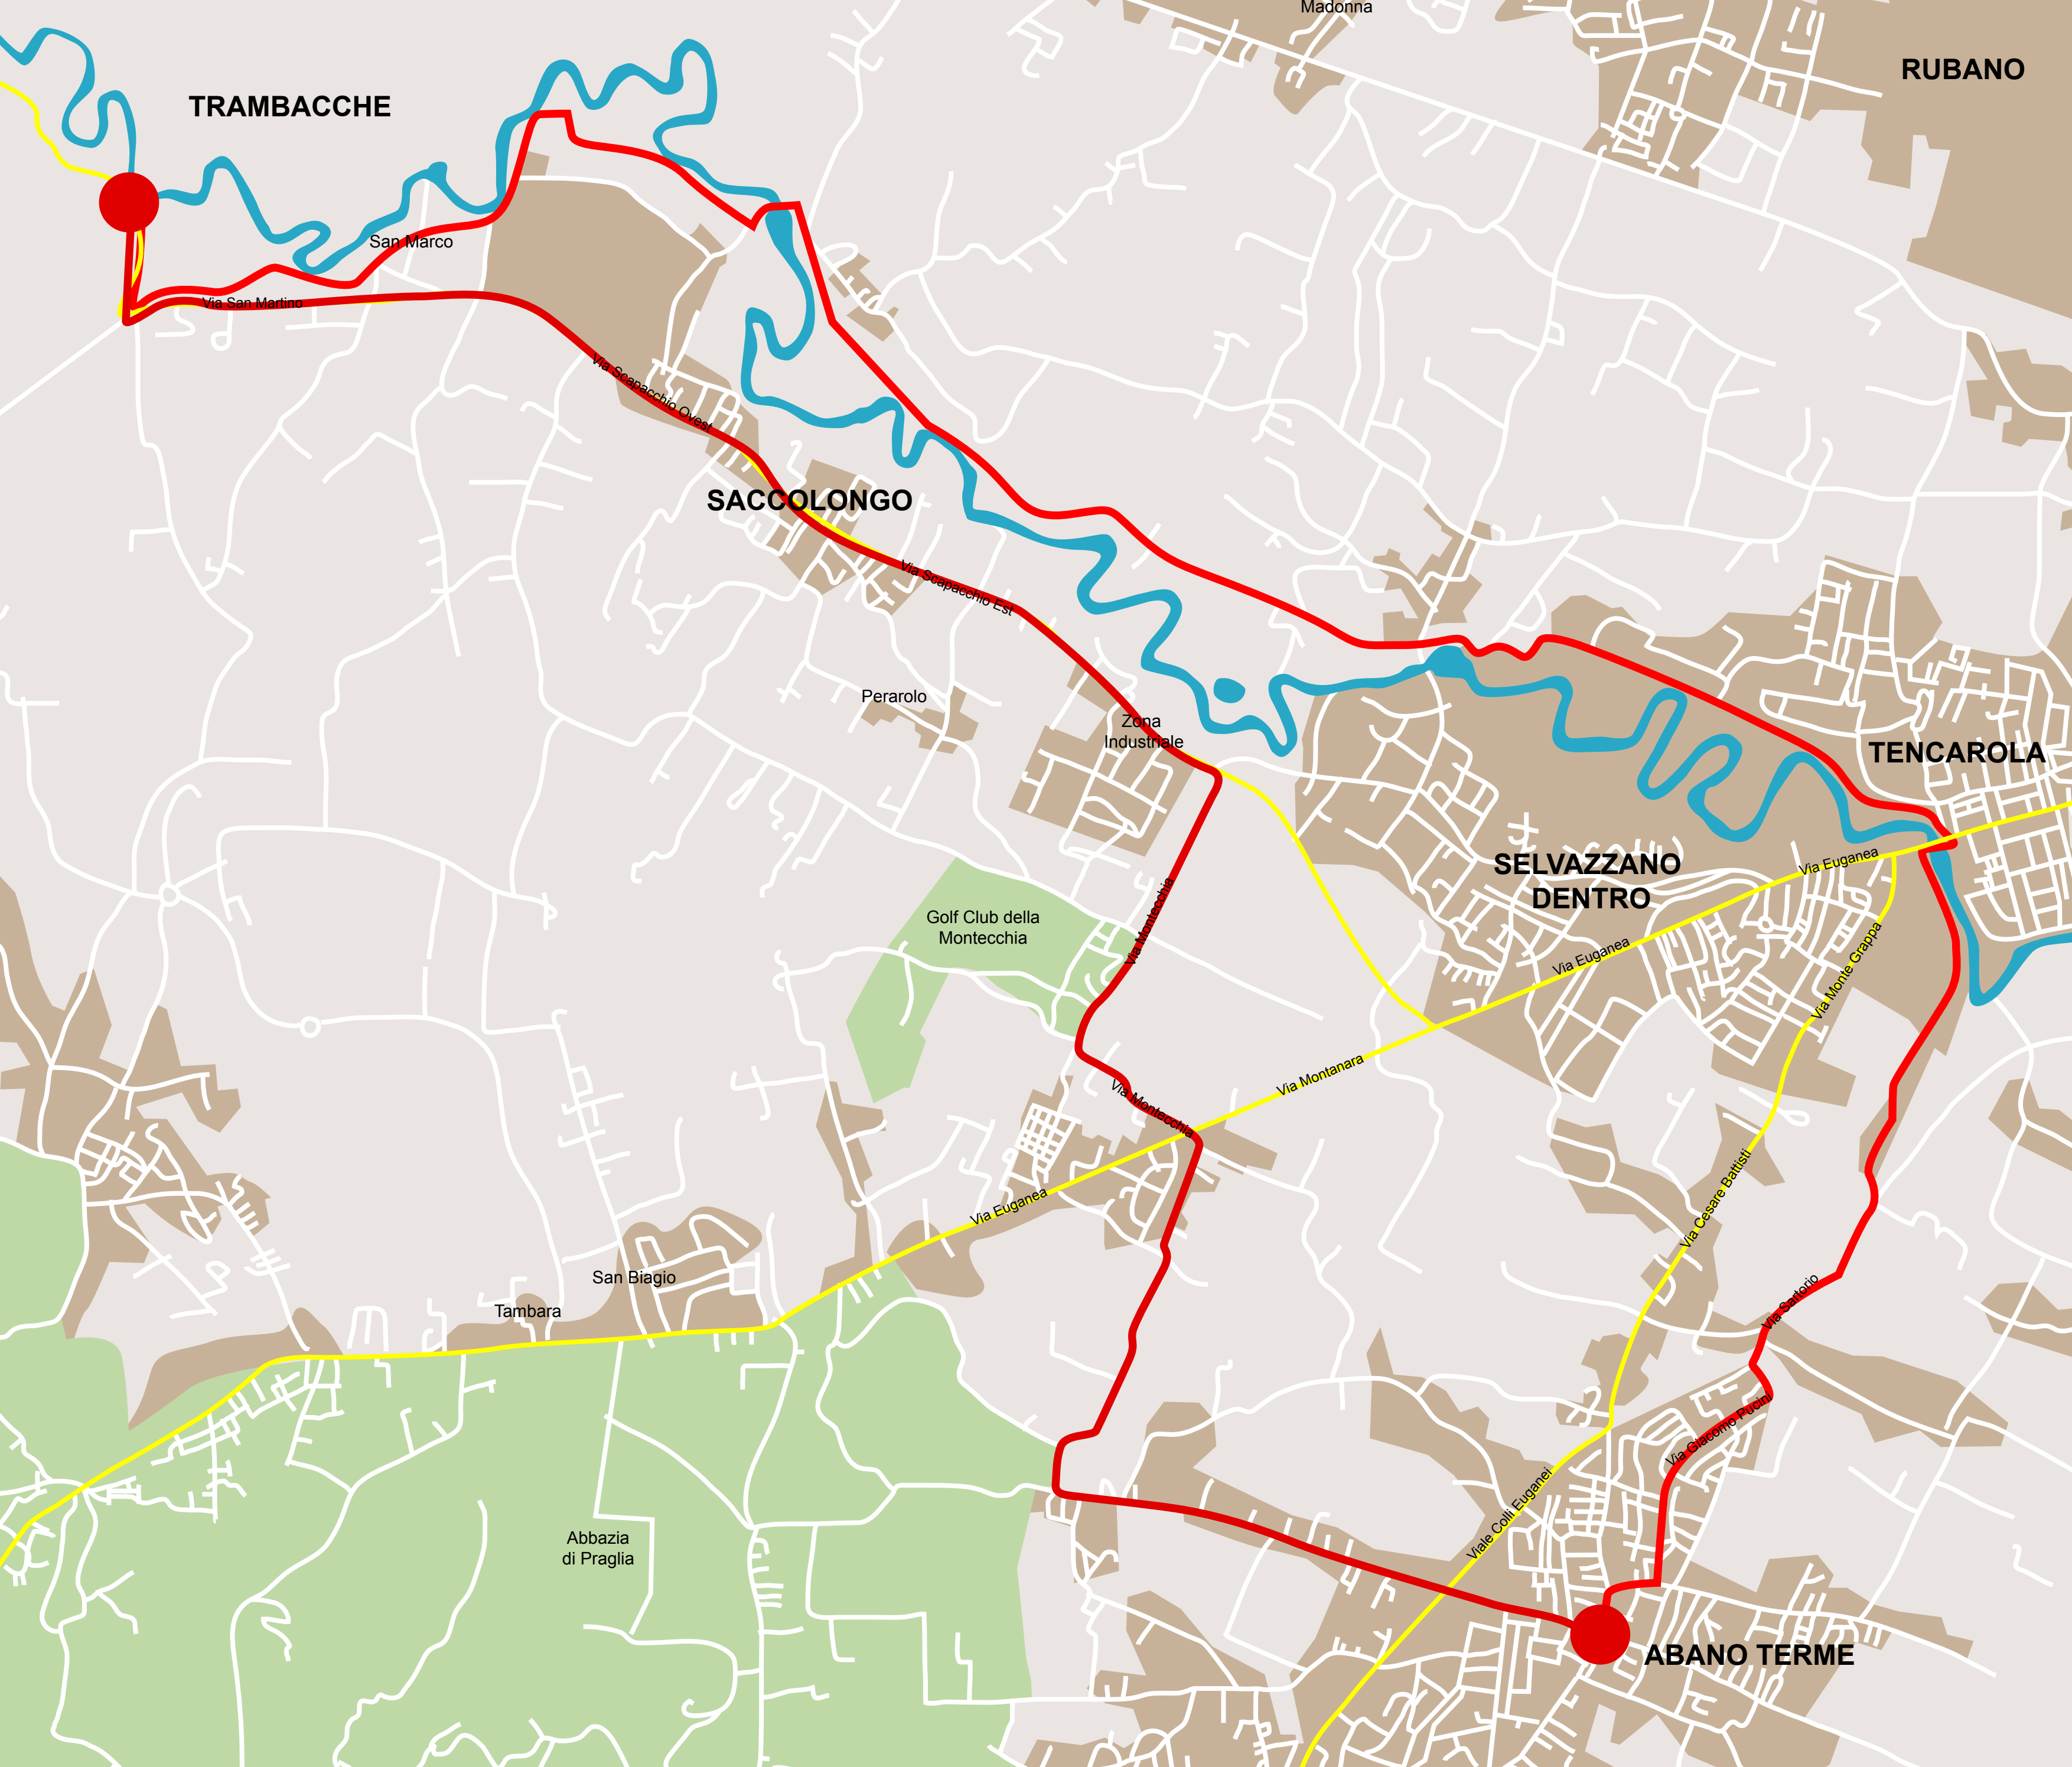 Madonna
RUBANO
TRAMBACCHE
San Marco
Via San Martino
Via Scapacchio Ovest
SACCOLONGO
Via Scapacchio Est
Perarolo
Zona
Industriale
TENCAROLA
SELVAZZANO
DENTRO
Via Euganea
Via Montecchia
Golf Club della
Montecchia
Via Euganea
Via Monte Grappa
Via Montanara
Via Montecchia
Via Euganea
Via Cesare Battisti
San Biagio
Tambara
Via Sartorio
Via Giacomo Pucini
Viale Colli Euganei
Abbazia
di Praglia
ABANO TERME